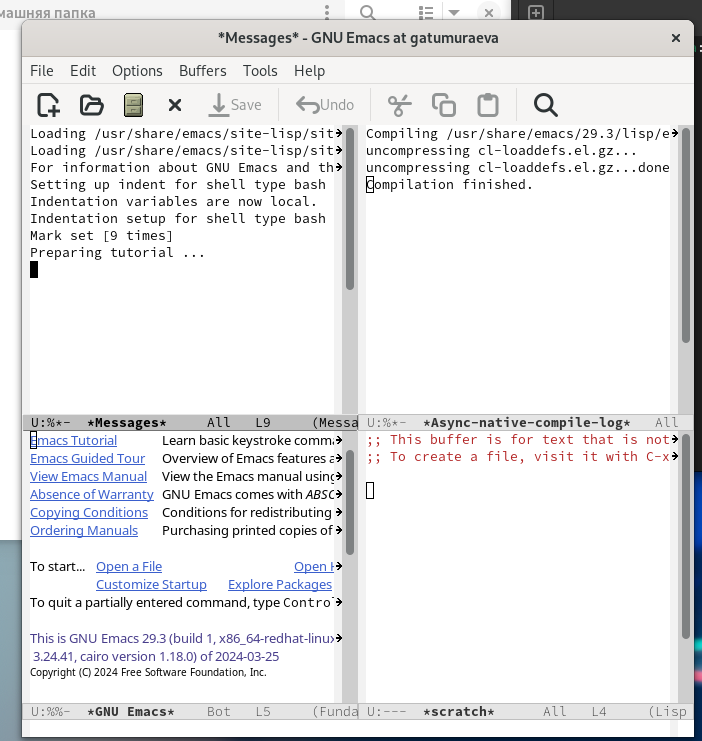 машняя папка
*Messages* - GNU Emacs at gatumuraeva
File Edit Options Buffers Tools Help
Save Undo
Loading /usr/share/emacs/site-lisp/sit
Loading /usr/share/emacs/site-lisp/sit
For information about GNU Emacs and th
Setting up indent for shell type bash
Indentation variables are now local.
Indentation setup for shell type bash
Mark set [9 times]
Preparing tutorial ...
U:%*- *Messages* All L9 (Messa
Compiling /usr/share/emacs/29.3/lisp/e
uncompressing cl-loaddefs.el.gz...
uncompressing cl-loaddefs.el.gz...done
Compilation finished.
U:%*- *Async-native-compile-log* All
Emacs Tutorial Learn basic keystroke comma
Emacs Guided Tour Overview of Emacs features a
View Emacs Manual View the Emacs manual using
Absence of Warranty GNU Emacs comes with ABSO
Copying Conditions Conditions for redistributing
Ordering Manuals Purchasing printed copies of
To start... Open a File Open H
Customize Startup Explore Packages
To quit a partially entered command, type Control
This is GNU Emacs 29.3 (build 1, x86_64-redhat-linux
3.24.41, cairo version 1.18.0) of 2024-03-25
Copyright (C) 2024 Free Software Foundation, Inc.
U:%%- *GNU Emacs* Bot L5 (Funda
;; This buffer is for text that is not
;; To create a file, visit it with C-x
U:--- *scratch* All L4 (Lisp